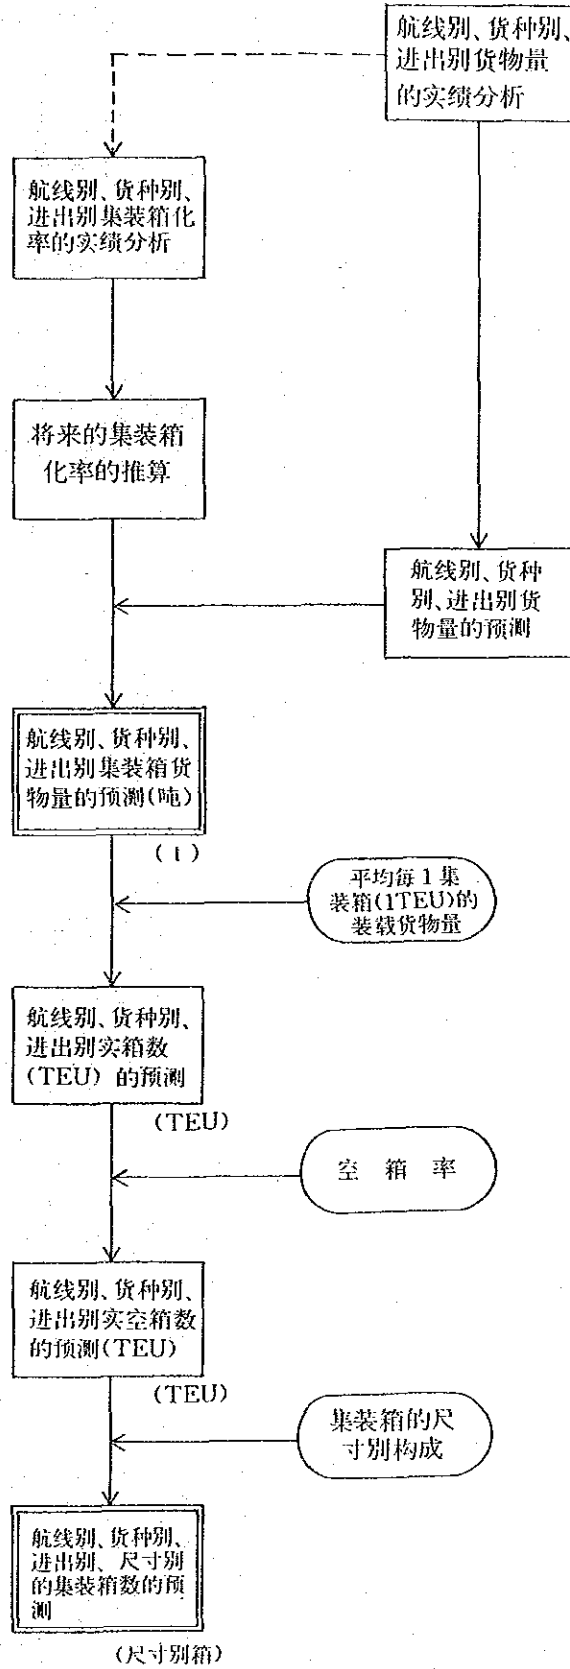 航线别、货种别、
进出别货物量
的实绩分析
航线别、货种别、
进出别集装箱化
率的实绩分析
将来的集装箱
化率的推算
航线别、货种
别、进出别货
物量的预测
航线别、货种别、
进出别集装箱货
物量的预测(吨)
(t)
平均每1集
装箱(1TEU)的
装载货物量
航线别、货种别、
进出别实箱数
(TEU) 的预测
(TEU)
空 箱 率
航线别、货种别、
进出别实空箱数
的预测(TEU)
(TEU)
集装箱的尺
寸别构成
航线别、货种别、
进出别、尺寸别
的集装箱数的预
测
(尺寸别箱)